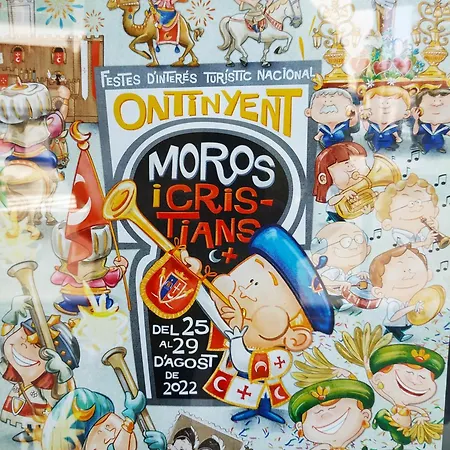 FESTES D'INTERÉS TURÍSTIC NACIONAL
ONTINYENT
MOROS
I CRIS-
TIANS
DEL 25
AL 29
D'AGOST
DE
2022